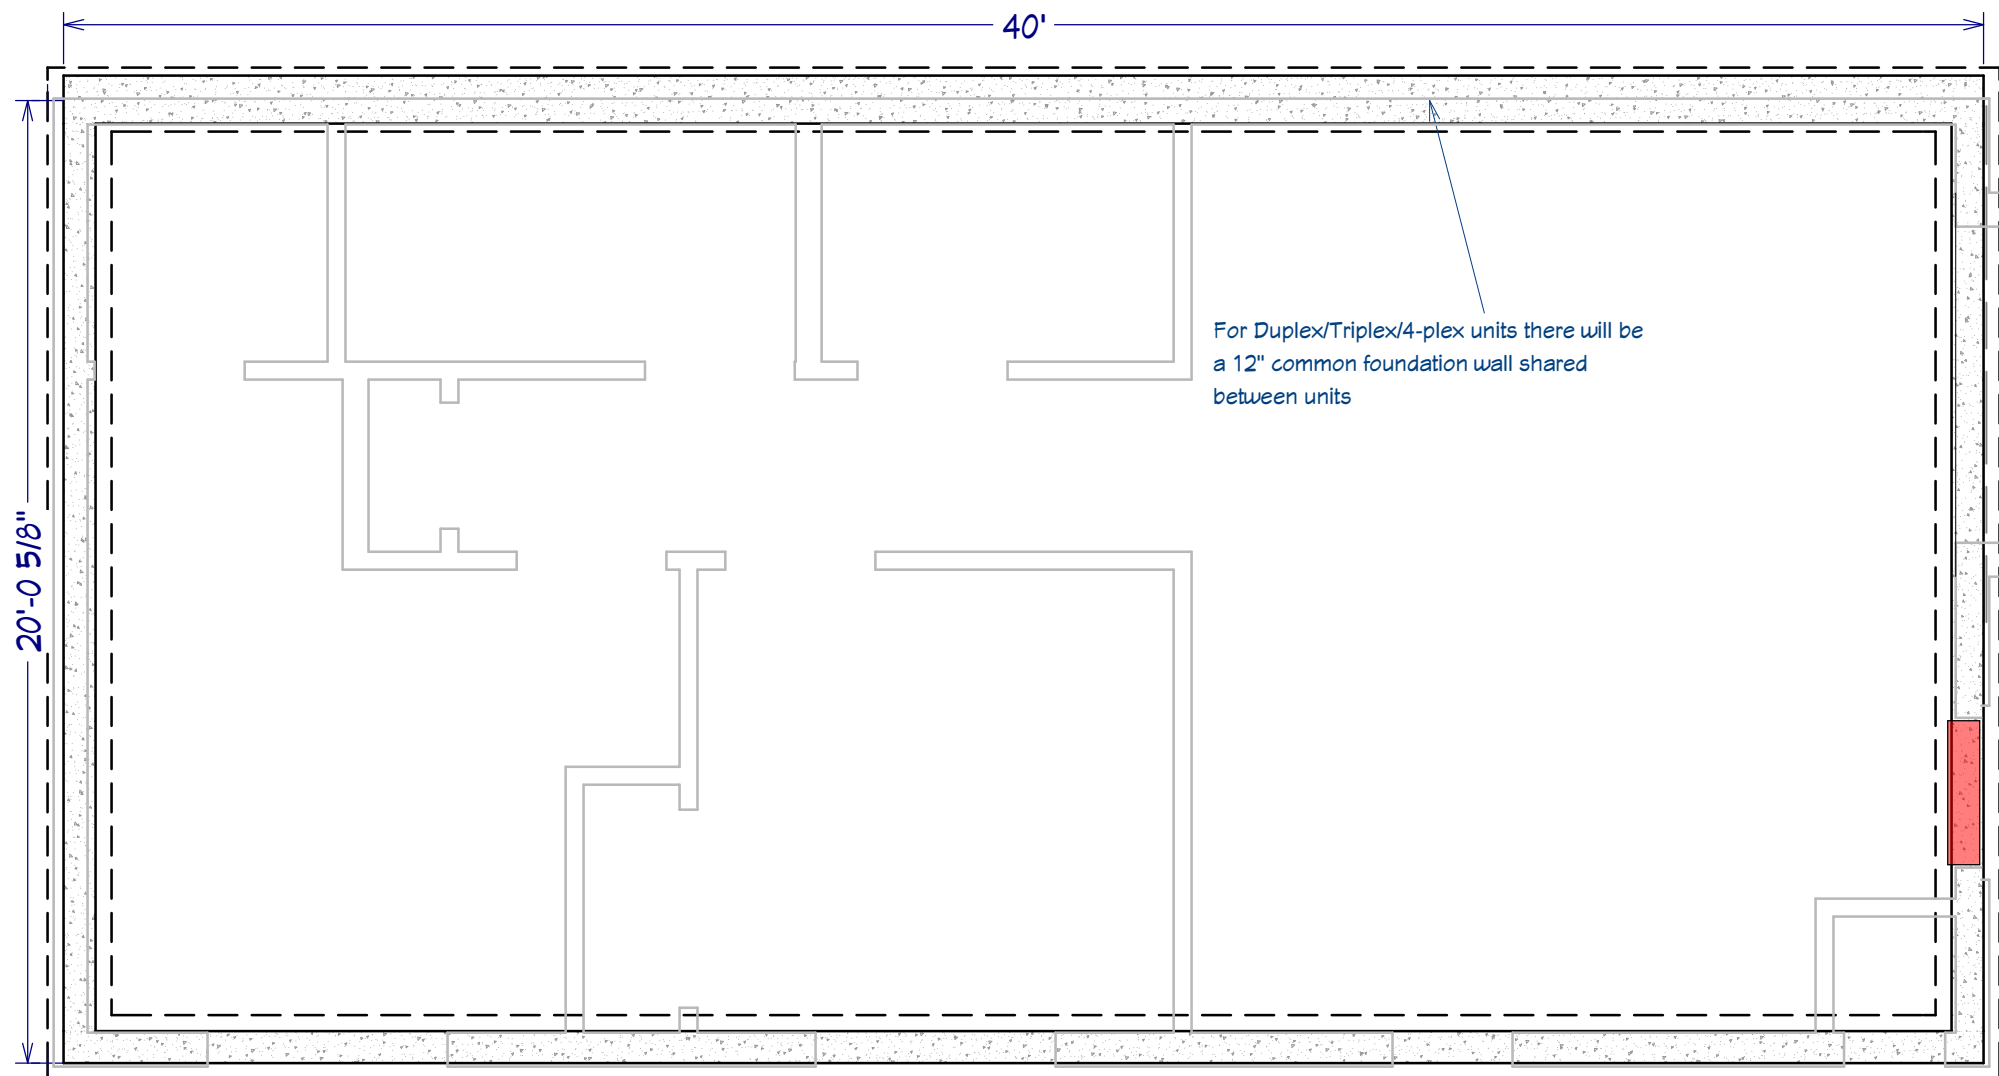 40'
20'-0 5/8"
For Duplex/Triplex/4-plex units there will be
a 12" common foundation wall shared
between units